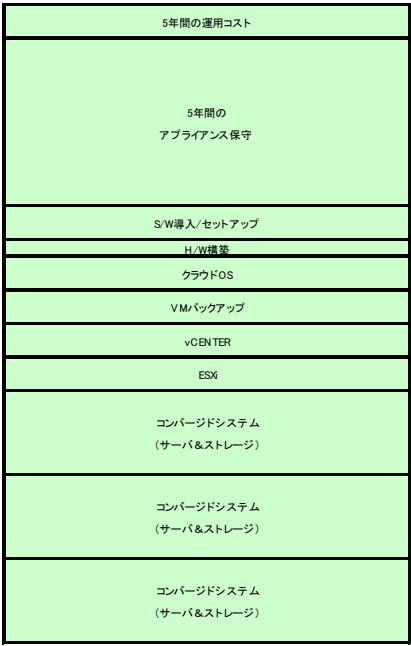 5年間の運用コスト
5年間の
アプライアンス保守
S/W導入/セットアップ
H/W構築
クラウドOS
VMバックアップ
vCENTER
ESXi
コンバージドシステム
(サーバ&ストレージ)
コンバージドシステム
(サーバ&ストレージ)
コンバージドシステム
(サーバ&ストレージ)